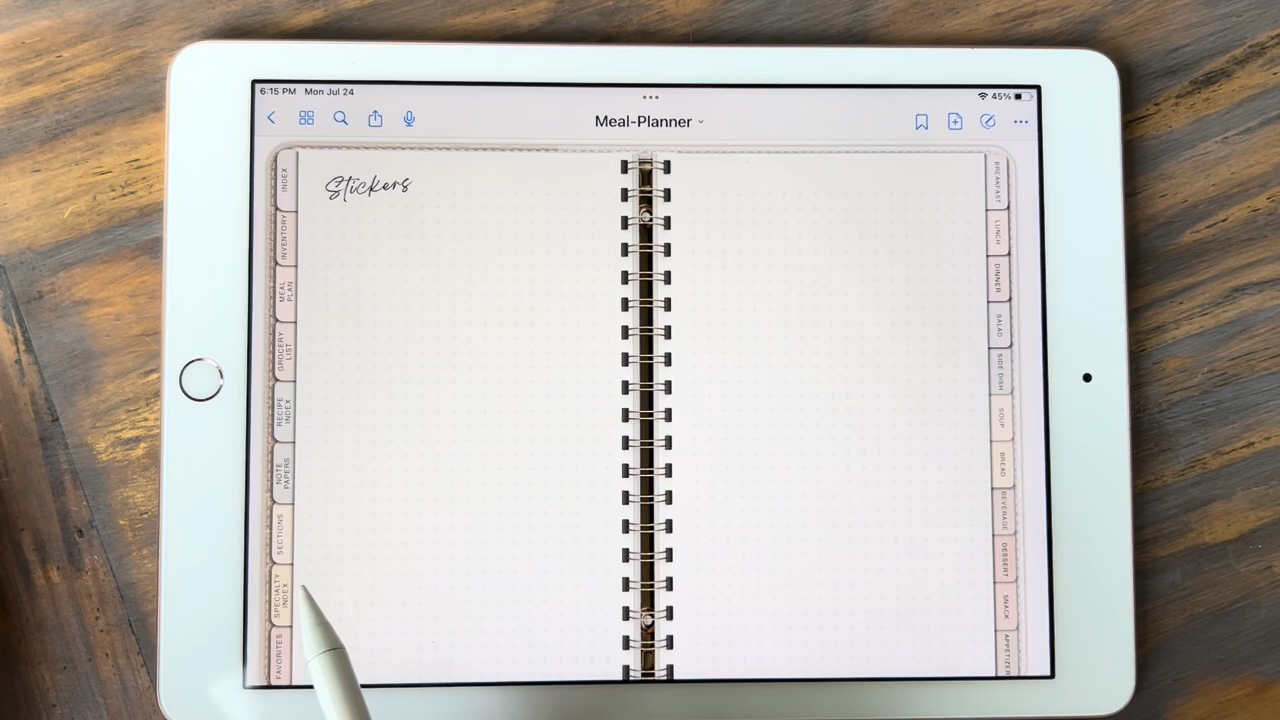 6:15 PM Mon Jul 24
45%
Meal-Planner
Stickers
INDEX
INVENTORY
MEAL
PLAN
GROCERY
LIST
RECIPE
INDEX
NOTE
PAPERS
SECTIONS
SPECIALTY
INDEX
FAVORITES
BREAKFAST
LUNCH
DINNER
SALAD
SIDE DISH
SOUP
BREAD
BEVERAGE
DESSERT
SNACK
APPETIZER